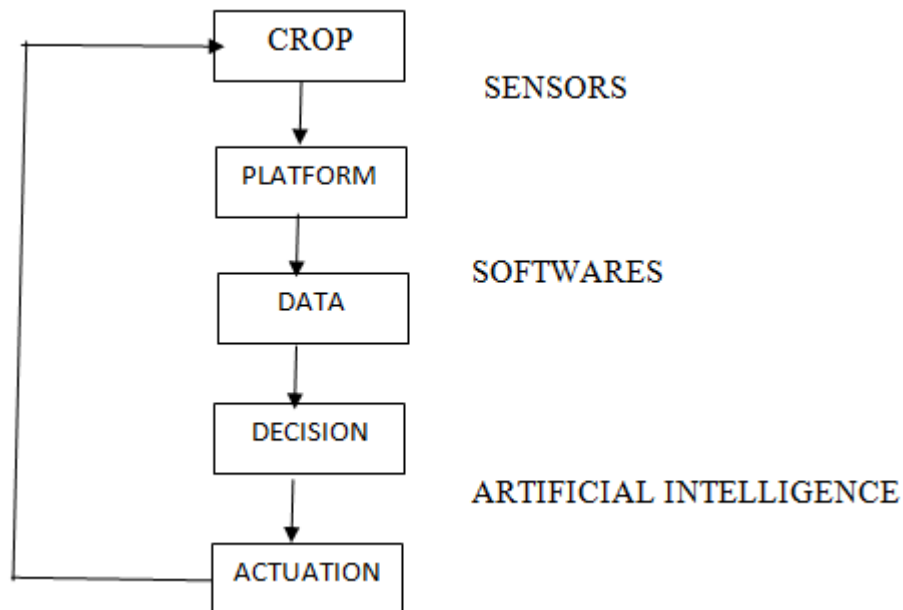 CROP
SENSORS
PLATFORM
SOFTWARES
DATA
DECISION
ARTIFICIAL INTELLIGENCE
ACTUATION